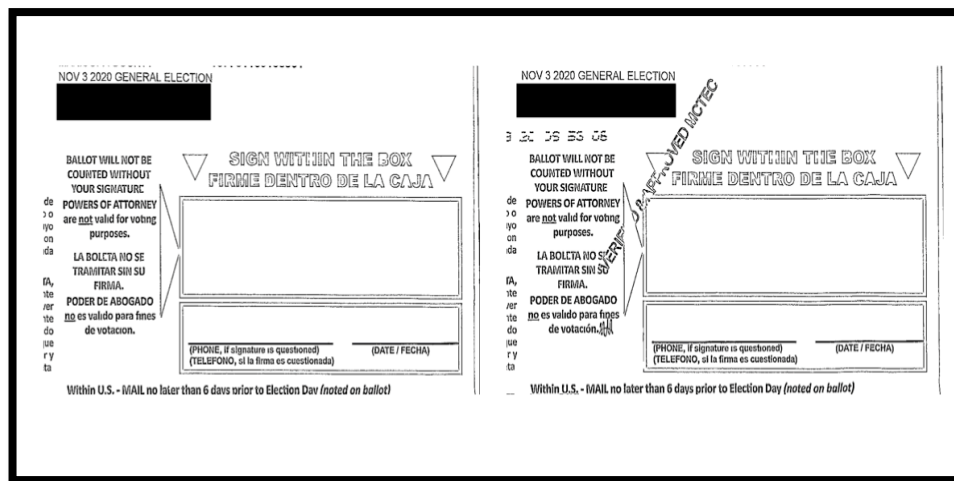 NOV 3 2020 GENERAL ELECTION
BALLOT WILL NOT BE
COUNTED WITHOUT
YOUR SIGNATURE
POWERS OF ATTORNEY
are not valid for voting
purposes.
LA BOLETA NO SE
TRAMITAR SIN SU
FIRMA.
PODER DE ABOGADO
no es valido para fines
de votación.
SIGN WITHIN THE BOX
FIRME DENTRO DE LA CAJA
(PHONE, if signature is questioned)
(TELEFONO, si la firma es cuestionada)
(DATE / FECHA)
Within U.S. - MAIL no later than 6 days prior to Election Day (noted on ballot)
NOV 3 2020 GENERAL ELECTION
VERIFIED & APPROVED MCTEC
BALLOT WILL NOT BE
COUNTED WITHOUT
YOUR SIGNATURE
POWERS OF ATTORNEY
are not valid for voting
purposes.
LA BOLETA NO SE
TRAMITAR SIN SU
FIRMA.
PODER DE ABOGADO
no es valido para fines
de votación.
SIGN WITHIN THE BOX
FIRME DENTRO DE LA CAJA
(PHONE, if signature is questioned)
(TELEFONO, si la firma es cuestionada)
(DATE / FECHA)
Within U.S. - MAIL no later than 6 days prior to Election Day (noted on ballot)